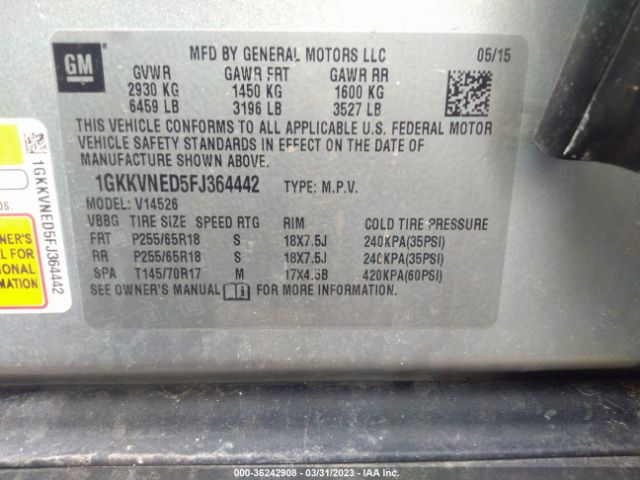 GM
MFD BY GENERAL MOTORS LLC 05/15
GVWR GAWR FRT GAWR RR
2930 KG 1450 KG 1600 KG
6459 LB 3196 LB 3527 LB
THIS VEHICLE CONFORMS TO ALL APPLICABLE U.S. FEDERAL MOTOR
VEHICLE SAFETY STANDARDS IN EFFECT ON THE DATE OF
MANUFACTURE SHOWN ABOVE.
1GKKVNED5FJ364442 TYPE: M.P.V.
MODEL: V14526
VBBG TIRE SIZE SPEED RTG RIM COLD TIRE PRESSURE
FRT P255/65R18 S 18X7.5J 240KPA(35PSI)
RR P255/65R18 S 18X7.5J 240KPA(35PSI)
SPA T145/70R17 M 17X4.5B 420KPA(60PSI)
SEE OWNER'S MANUAL FOR MORE INFORMATION.
1GKKVNED5FJ364442
DS.
NER'S
L FOR
IONAL
MATION
000-36242908 - 03/31/2023 - IAA Inc.